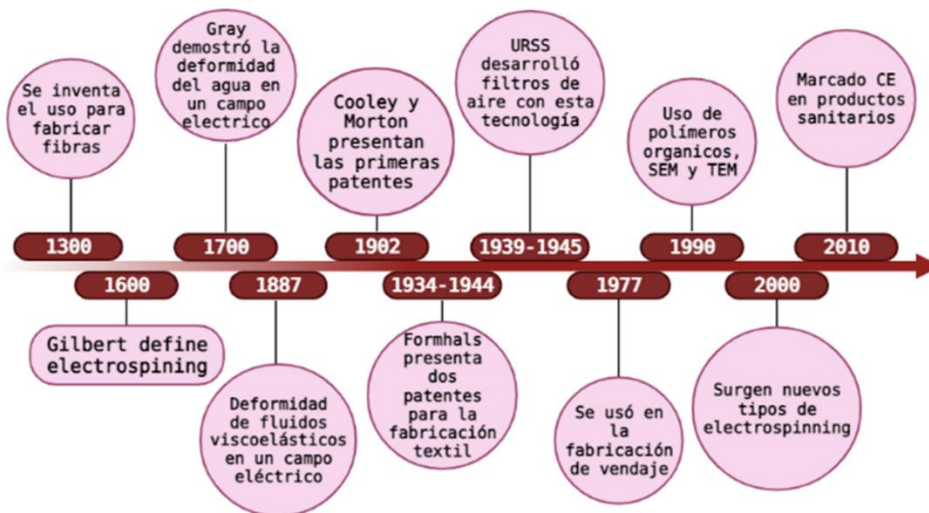 Se inventa
el uso para
fabricar
fibras
1300
1600
Gilbert define
electrospining
Gray
demostró la
deformidad
del agua en
un campo
electrico
1700
1887
Deformidad
de fluidos
viscoelásticos
en un campo
eléctrico
Cooley y
Morton
presentan
las primeras
patentes
1902
1934-1944
Formhals
presenta
dos
patentes
para la
fabricación
textil
URSS
desarrolló
filtros de
aire con esta
tecnología
1939-1945
1977
Se usó en
la
fabricación
de vendaje
Uso de
polímeros
organicos,
SEM y TEM
1990
2000
Surgen nuevos
tipos de
electrospinning
Marcado CE
en productos
sanitarios
2010